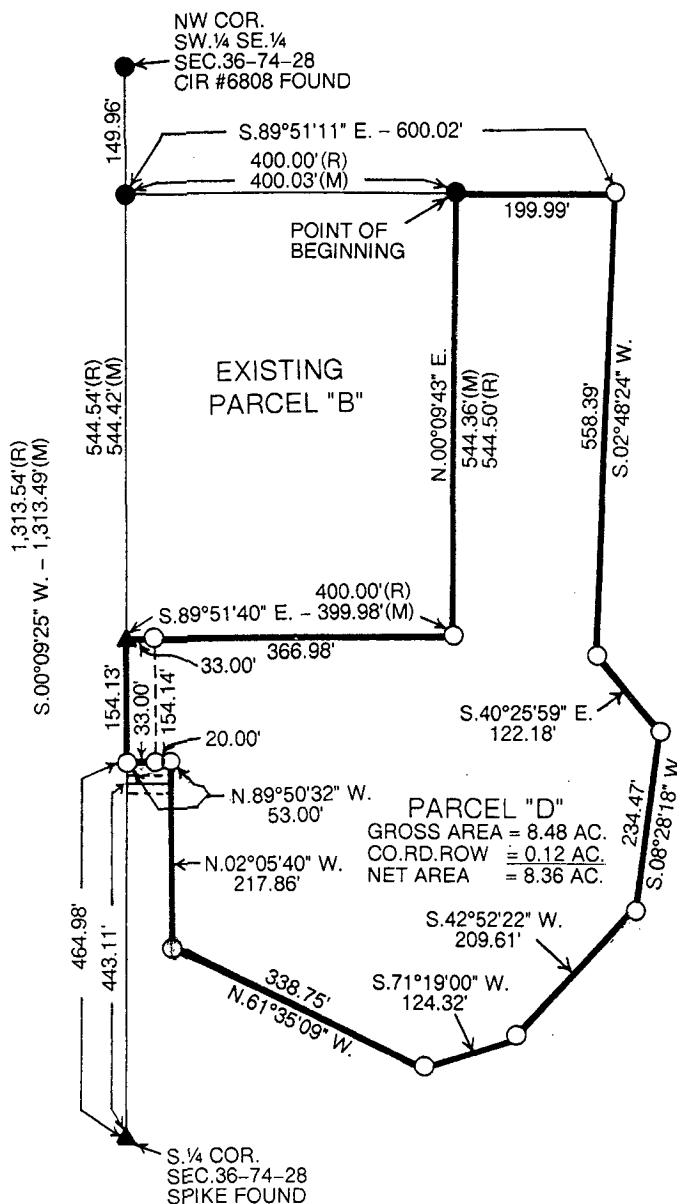 NW COR.
SW.¼ SE.¼
SEC.36-74-28
CIR #6808 FOUND
149.96'
S.89°51'11" E. - 600.02'
400.00'(R)
400.03'(M)
199.99'
POINT OF
BEGINNING
EXISTING
PARCEL "B"
1,313.54'(R)
S.00°09'25" W. - 1,313.49'(M)
544.54'(R)
544.42'(M)
N.00°09'43" E.
544.36'(M)
544.50'(R)
558.39'
S.02°48'24" W.
400.00'(R)
S.89°51'40" E. - 399.98'(M)
366.98'
33.00'
154.13'
33.00'
154.14'
20.00'
S.40°25'59" E.
122.18'
N.89°50'32" W.
53.00'
PARCEL "D"
GROSS AREA = 8.48 AC.
CO.RD.ROW = 0.12 AC.
NET AREA = 8.36 AC.
234.47'
S.08°28'18" W.
N.02°05'40" W.
217.86'
S.42°52'22" W.
209.61'
464.98'
443.11'
S.71°19'00" W.
124.32'
338.75'
N.61°35'09" W.
S.¼ COR.
SEC.36-74-28
SPIKE FOUND